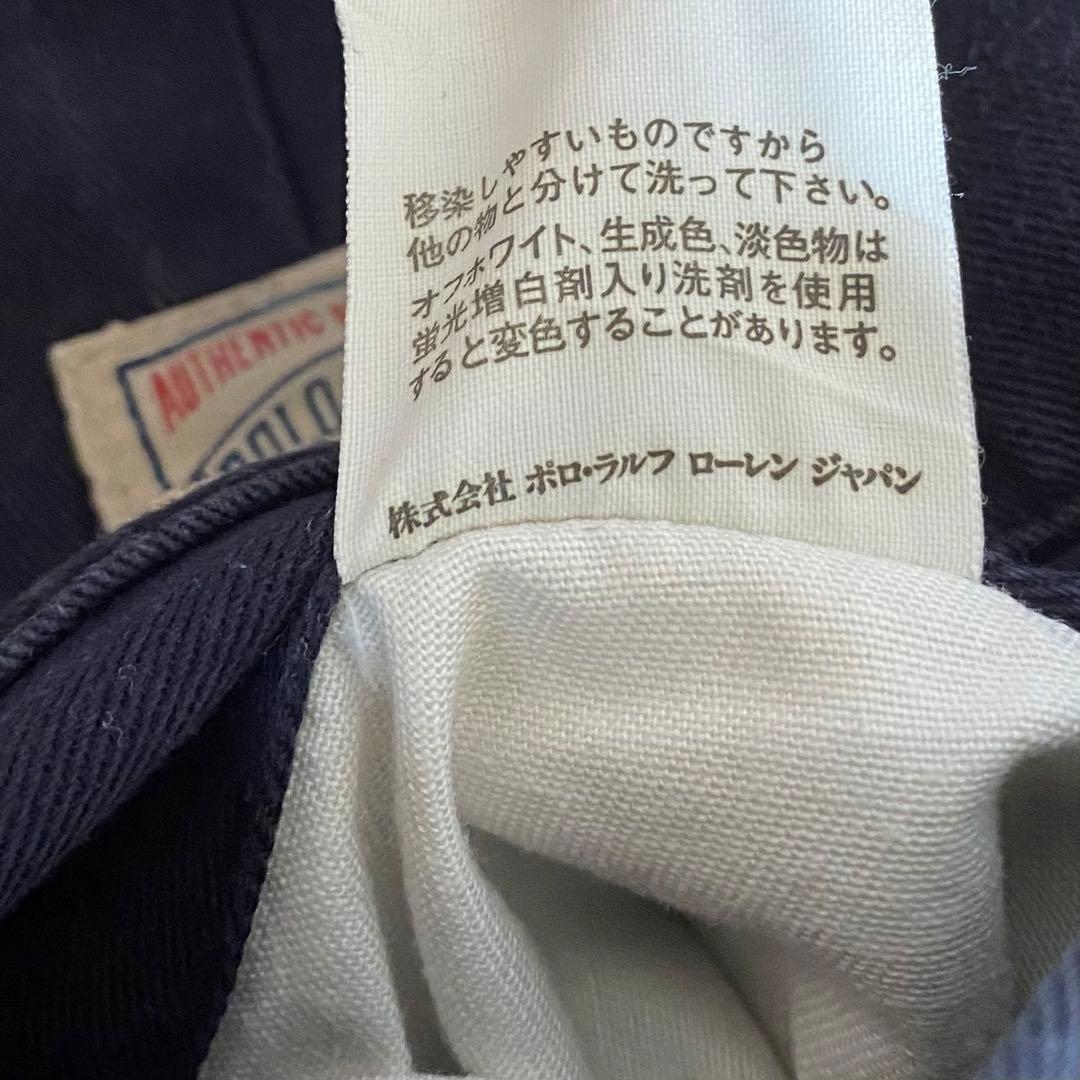 移染しやすいものですから
他の物と分けて洗って下さい。
オフホワイト、生成色、淡色物は
蛍光増白剤入り洗剤を使用
すると変色することがあります。
株式会社 ポロ・ラルフ ローレン ジャパン
AUTHENTIC
POLO